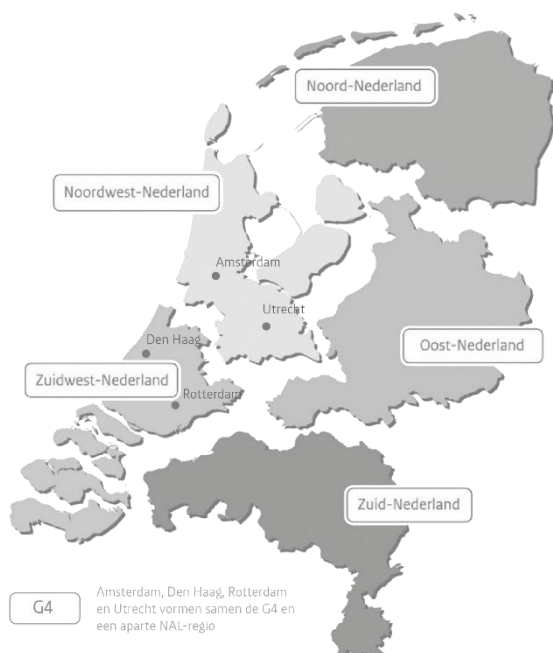 Noord-Nederland
Noordwest-Nederland
Amsterdam
Utrecht
Den Haag
Oost-Nederland
Zuidwest-Nederland
Rotterdam
Zuid-Nederland
G4
Amsterdam, Den Haag, Rotterdam
en Utrecht vormen samen de G4 en
een aparte NAL-regio